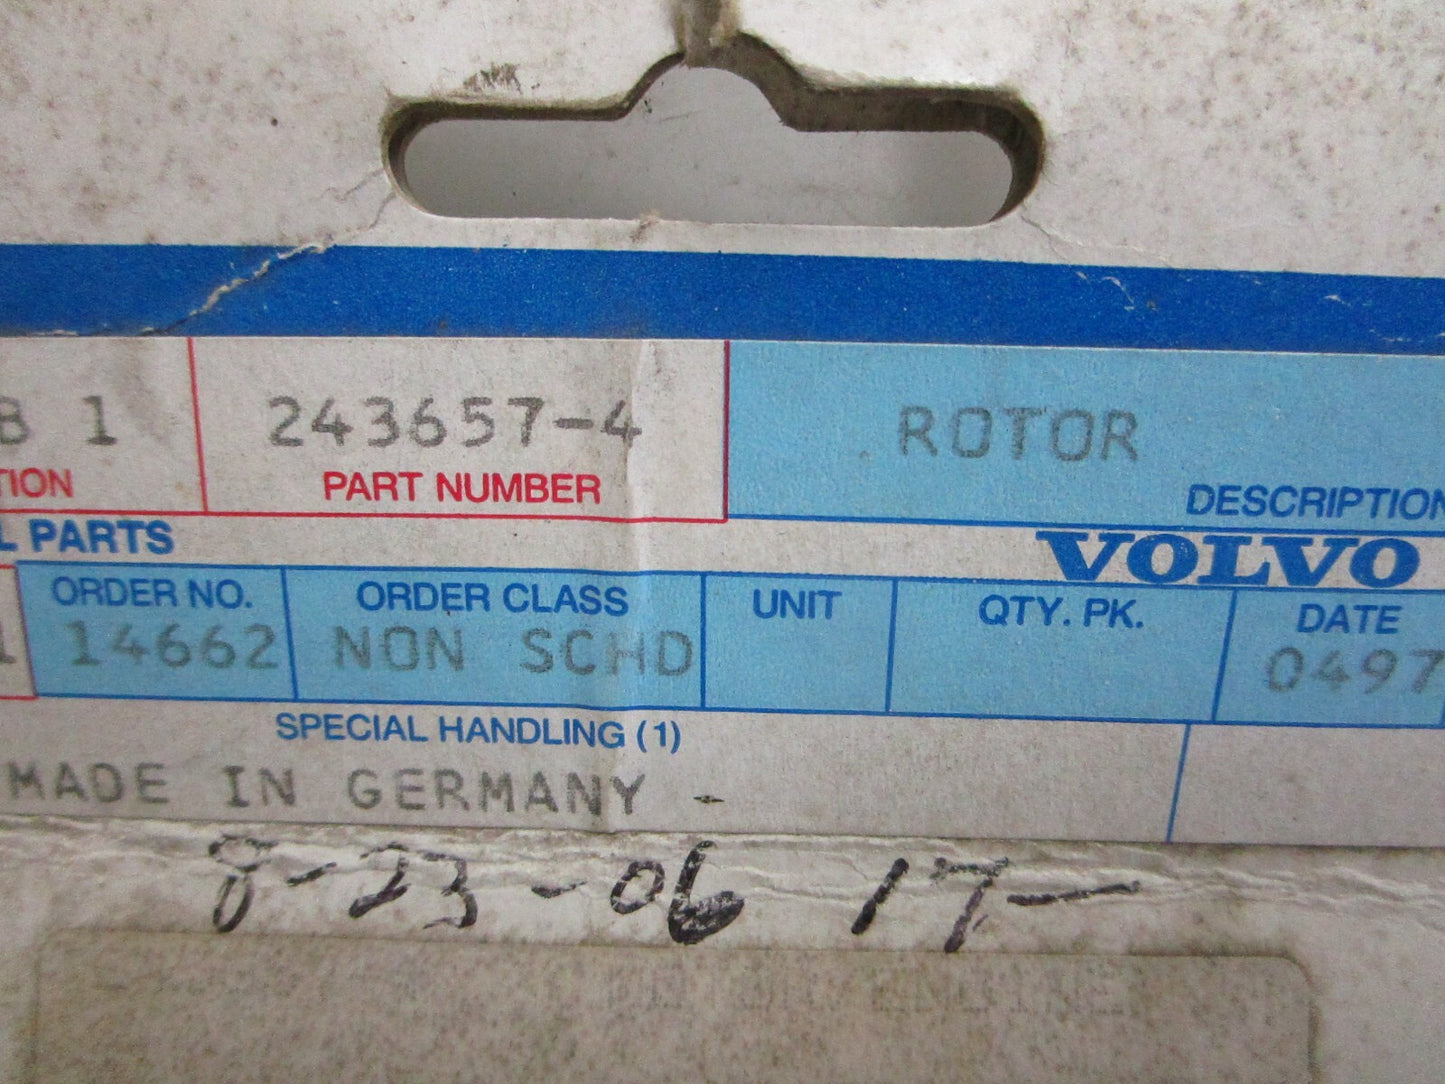 B 1 243657-4 ROTOR
TION PART NUMBER DESCRIPTION
L PARTS VOLVO
ORDER NO. ORDER CLASS UNIT QTY. PK. DATE
1 14662 NON SCHD 0497
SPECIAL HANDLING (1)
MADE IN GERMANY
8-23-06 17-